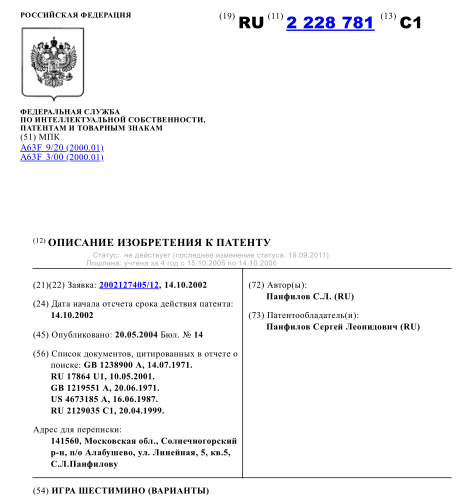 РОССИЙСКАЯ ФЕДЕРАЦИЯ
(19) RU (11) 2 228 781 (13) C1
ФЕДЕРАЛЬНАЯ СЛУЖБА
ПО ИНТЕЛЛЕКТУАЛЬНОЙ СОБСТВЕННОСТИ,
ПАТЕНТАМ И ТОВАРНЫМ ЗНАКАМ
(51) МПК
A63F 9/20 (2000.01)
A63F 3/00 (2000.01)
(12) ОПИСАНИЕ ИЗОБРЕТЕНИЯ К ПАТЕНТУ
Статус: не действует (последнее изменение статуса: 19.09.2011)
Пошлина: учтена за 4 год с 15.10.2005 по 14.10.2006
(21)(22) Заявка: 2002127405/12, 14.10.2002
(24) Дата начала отсчета срока действия патента:
14.10.2002
(45) Опубликовано: 20.05.2004 Бюл. № 14
(56) Список документов, цитированных в отчете о
поиске: GB 1238900 A, 14.07.1971.
RU 17864 U1, 10.05.2001.
GB 1219551 A, 20.06.1971.
US 4673185 A, 16.06.1987.
RU 2129035 C1, 20.04.1999.
Адрес для переписки:
141560, Московская обл., Солнечногорский
р-н, п/о Алабушево, ул. Линейная, 5, кв.5,
С.Л.Панфилову
(72) Автор(ы):
Панфилов С.Л. (RU)
(73) Патентообладатель(и):
Панфилов Сергей Леонидович (RU)
(54) ИГРА ШЕСТИМИНО (ВАРИАНТЫ)